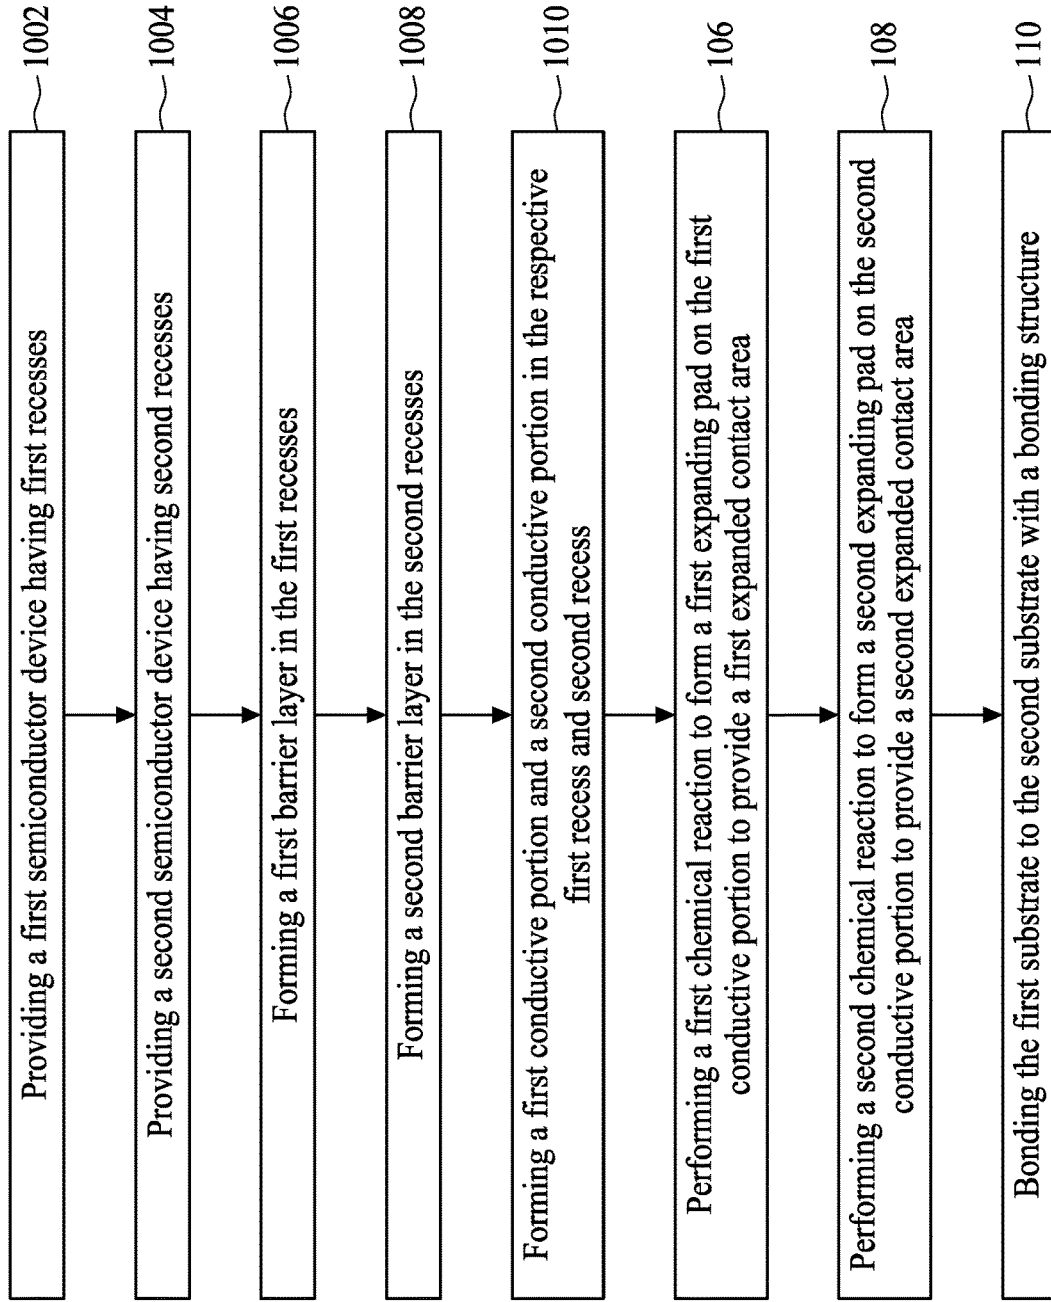 Providing a first semiconductor device having first recesses
1002
Providing a second semiconductor device having second recesses
1004
Forming a first barrier layer in the first recesses
1006
Forming a second barrier layer in the second recesses
1008
Forming a first conductive portion and a second conductive portion in the respective
first recess and second recess
1010
Performing a first chemical reaction to form a first expanding pad on the first
conductive portion to provide a first expanded contact area
106
Performing a second chemical reaction to form a second expanding pad on the second
conductive portion to provide a second expanded contact area
108
Bonding the first substrate to the second substrate with a bonding structure
110